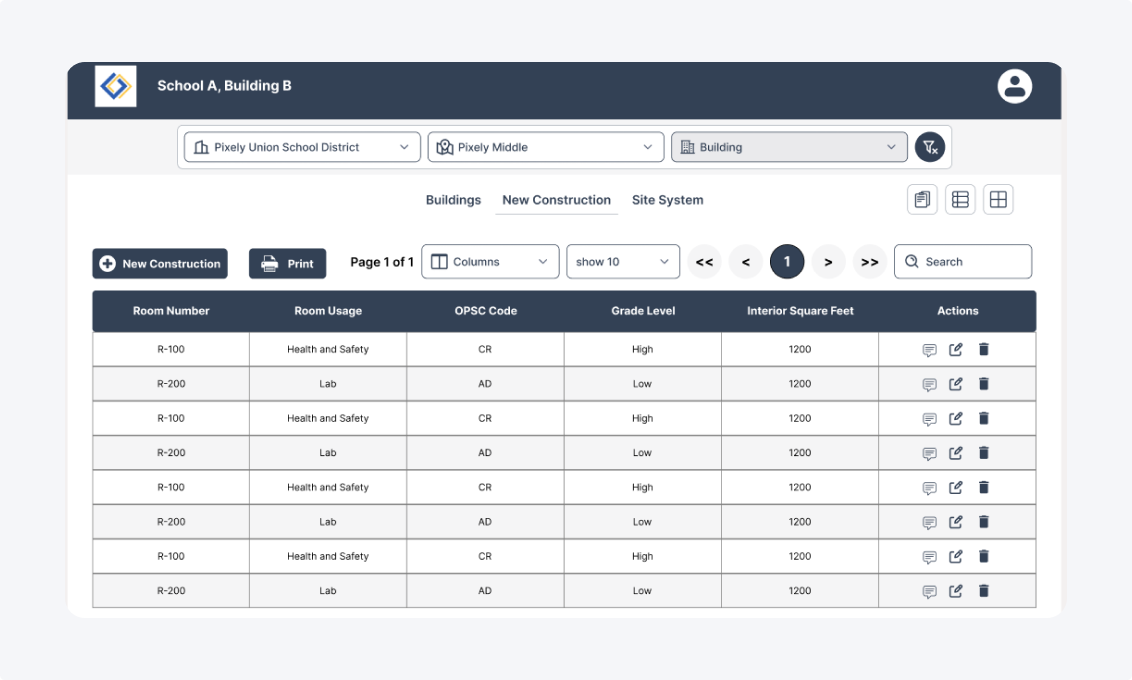 School A, Building B
Pixely Union School District
Pixely Middle
Building
Buildings New Construction Site System
New Construction Print Page 1 of 1 Columns show 10 << < 1 > >> Search
Room Number Room Usage OPSC Code Grade Level Interior Square Feet Actions
R-100 Health and Safety CR High 1200
R-200 Lab AD Low 1200
R-100 Health and Safety CR High 1200
R-200 Lab AD Low 1200
R-100 Health and Safety CR High 1200
R-200 Lab AD Low 1200
R-100 Health and Safety CR High 1200
R-200 Lab AD Low 1200